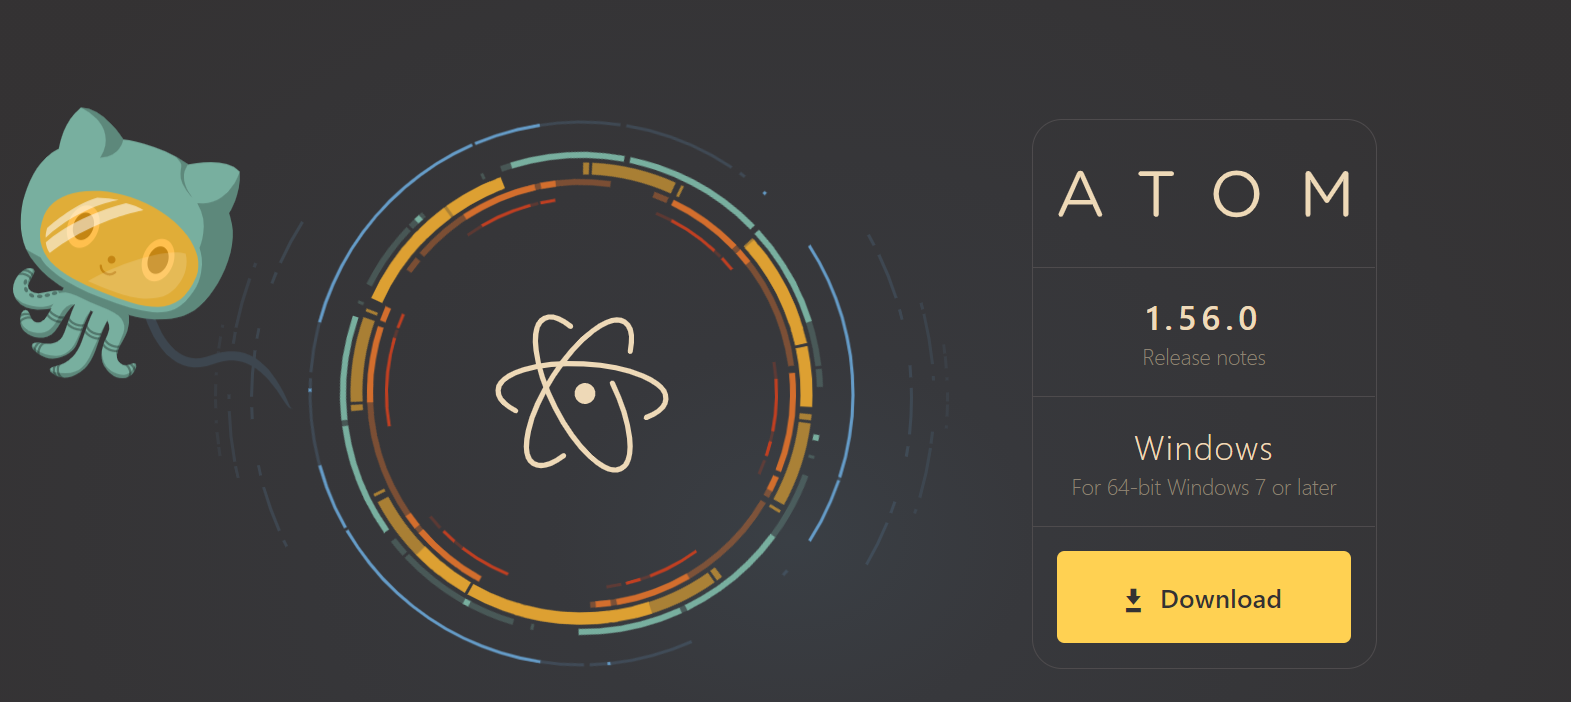 ATOM
1.56.0
Release notes
Windows
For 64-bit Windows 7 or later
Download